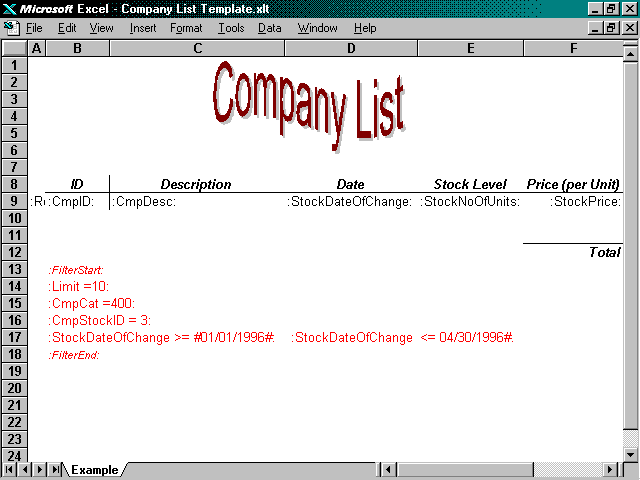 Microsoft Excel - Company List Template.xlt
File Edit View Insert Format Tools Data Window Help
A B C D E F
1
2
3
4
5
6
Company List
7
8 ID Description Date Stock Level Price (per Unit)
9 :Re :CmpID: :CmpDesc: :StockDateOfChange: :StockNoOfUnits: :StockPrice:
10
11
12 Total
13 :FilterStart:
14 :Limit =10:
15 :CmpCat =400:
16 :CmpStockID = 3:
17 :StockDateOfChange >= #01/01/1996#: :StockDateOfChange <= 04/30/1996#:
18 :FilterEnd:
19
20
21
22
23
24
Example